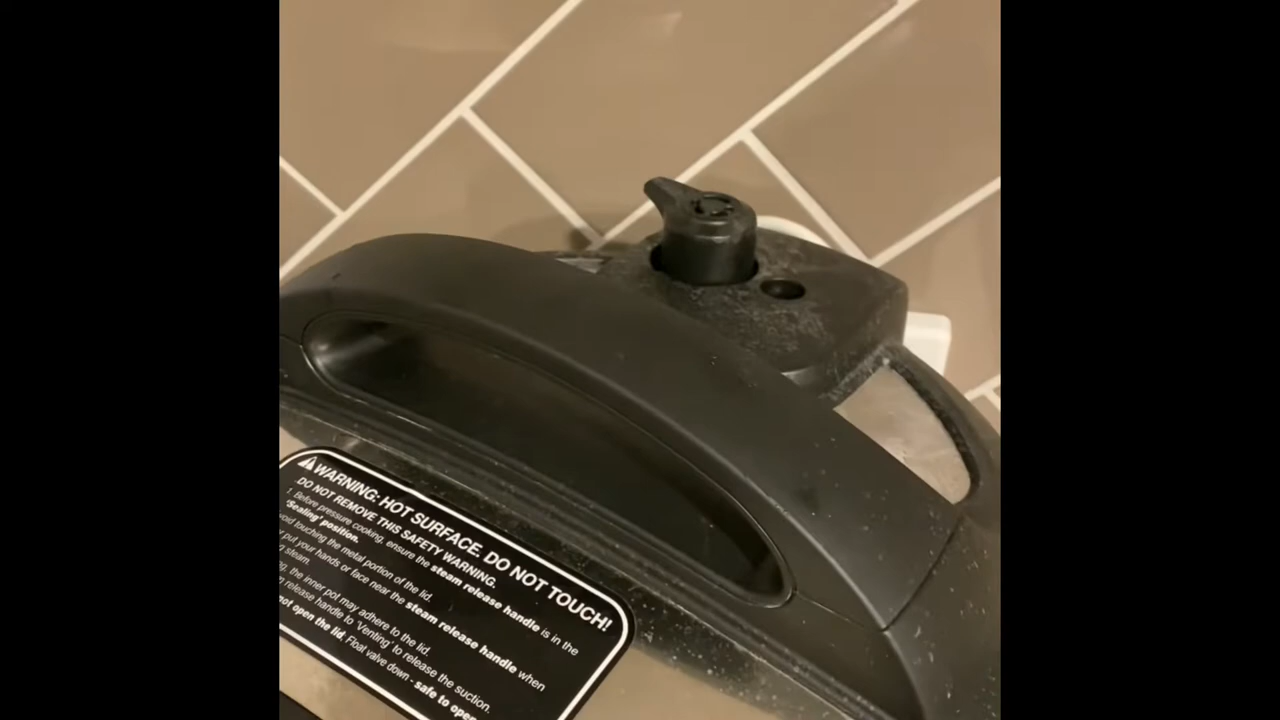 WARNING: HOT SURFACE. DO NOT TOUCH!
DO NOT REMOVE THIS SAFETY WARNING.
1. Before pressure cooking, ensure the steam release handle is in the
'Sealing' position.
touching the metal portion of the lid.
put your hands or face near the steam release handle when
steam.
the inner pot may adhere to the lid.
release handle to 'Venting' to release the suction.
not open the lid. Float valve down - safe to open